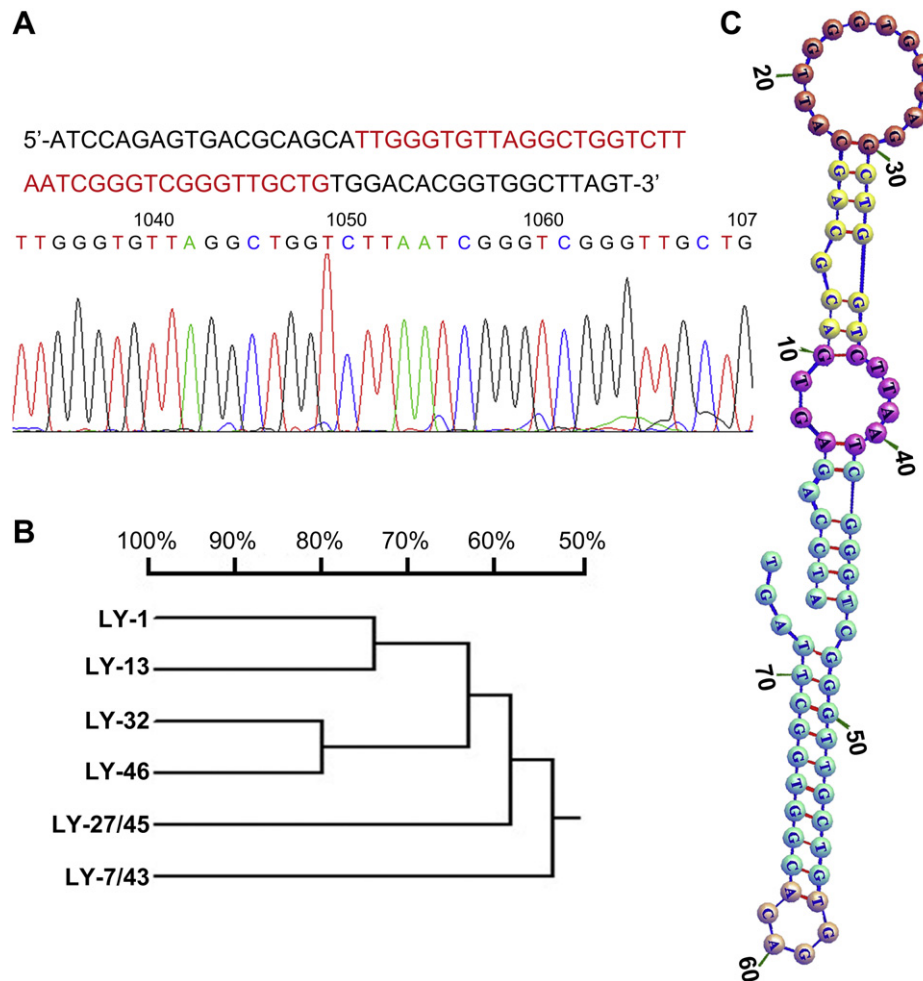 A
5'-ATCCAGAGTGACGCAGCATTGGGTGTTAGGCTGGTCTT
AATCGGGTCGGGTTGCTGTGGACACGGTGGCTTAGT-3'
1040 1050 1060 107
TTGGGTGTTAGGCTGGTCTTAATCGGGTCGGGTTGCTG
B
100% 90% 80% 70% 60% 50%
LY-1
LY-13
LY-32
LY-46
LY-27/45
LY-7/43
C
20
30
10
40
50
70
60